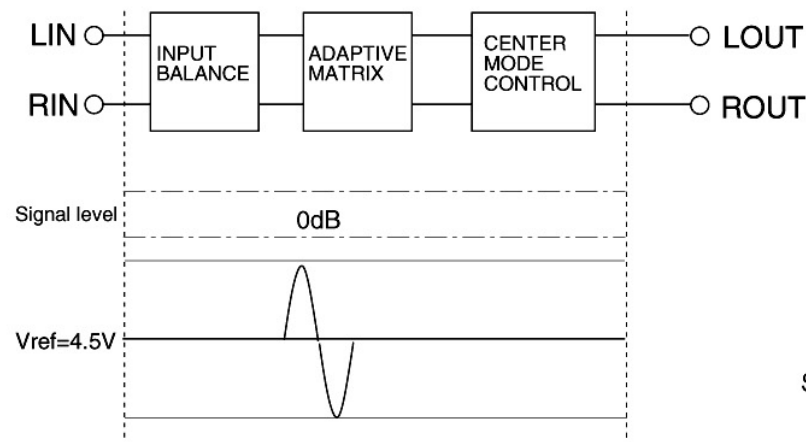 LIN
RIN
INPUT
BALANCE
ADAPTIVE
MATRIX
CENTER
MODE
CONTROL
LOUT
ROUT
Signal level
0dB
Vref=4.5V
S